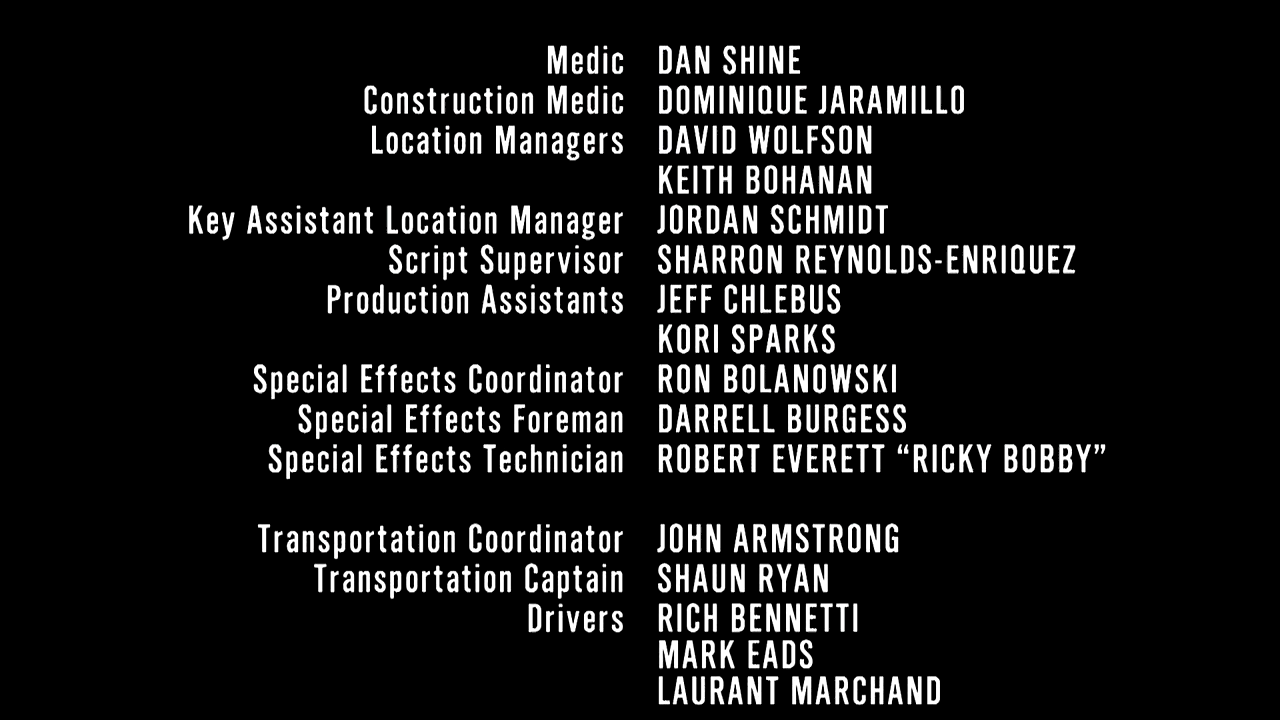 Medic DAN SHINE
Construction Medic DOMINIQUE JARAMILLO
Location Managers DAVID WOLFSON
KEITH BOHANAN
Key Assistant Location Manager JORDAN SCHMIDT
Script Supervisor SHARRON REYNOLDS-ENRIQUEZ
Production Assistants JEFF CHLEBUS
KORI SPARKS
Special Effects Coordinator RON BOLANOWSKI
Special Effects Foreman DARRELL BURGESS
Special Effects Technician ROBERT EVERETT “RICKY BOBBY”
Transportation Coordinator JOHN ARMSTRONG
Transportation Captain SHAUN RYAN
Drivers RICH BENNETTI
MARK EADS
LAURANT MARCHAND